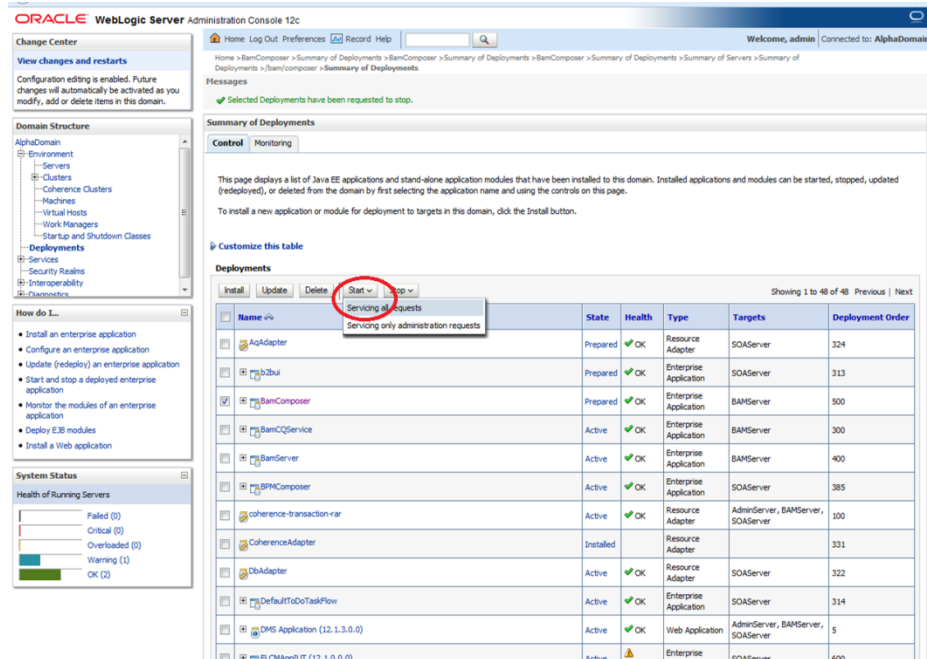 ORACLE WebLogic Server Administration Console 12c
Change Center
View changes and restarts
Configuration editing is enabled. Future
changes will automatically be activated as you
modify, add or delete items in this domain.
Domain Structure
AlphaDomain
Environment
Servers
Clusters
Coherence Clusters
Machines
Virtual Hosts
Work Managers
Startup and Shutdown Classes
Deployments
Services
Security Realms
Interoperability
Diagnostics
How do I...
Install an enterprise application
Configure an enterprise application
Update (redeploy) an enterprise application
Start and stop a deployed enterprise
application
Monitor the modules of an enterprise
application
Deploy EJB modules
Install a Web application
System Status
Health of Running Servers
Failed (0)
Critical (0)
Overloaded (0)
Warning (1)
OK (2)
Home Log Out Preferences Record Help
Welcome, admin Connected to: AlphaDomain
Home >BamComposer >Summary of Deployments >BamComposer >Summary of Deployments >BamComposer >Summary of Deployments >Summary of Servers >Summary of
Deployments >/bam/composer >Summary of Deployments
Messages
Selected Deployments have been requested to stop.
Summary of Deployments
Control Monitoring
This page displays a list of Java EE applications and stand-alone application modules that have been installed to this domain. Installed applications and modules can be started, stopped, updated
(redeployed), or deleted from the domain by first selecting the application name and using the controls on this page.
To install a new application or module for deployment to targets in this domain, click the Install button.
Customize this table
Deployments
Install Update Delete Start Stop Showing 1 to 48 of 48 Previous | Next
Servicing all requests
Servicing only administration requests
Name State Health Type Targets Deployment Order
AqAdapter Prepared OK Resource Adapter SOAServer 324
b2bui Prepared OK Enterprise Application SOAServer 313
BamComposer Prepared OK Enterprise Application BAMServer 500
BamCQService Active OK Enterprise Application BAMServer 300
BamServer Active OK Enterprise Application BAMServer 400
BPMComposer Active OK Enterprise Application SOAServer 385
coherence-transaction-rar Active OK Resource Adapter AdminServer, BAMServer, SOAServer 100
CoherenceAdapter Installed Resource Adapter 331
DbAdapter Active OK Resource Adapter SOAServer 322
DefaultToDoTaskFlow Active OK Enterprise Application SOAServer 314
DMS Application (12.1.3.0.0) Active OK Web Application AdminServer, BAMServer, SOAServer 5
Active Enterprise SOAServer 600